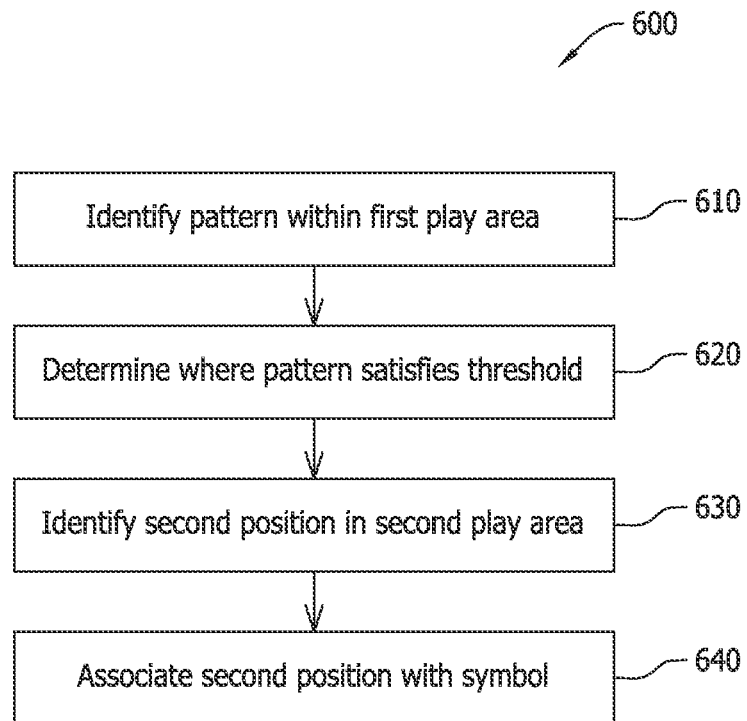 600
Identify pattern within first play area
610
Determine where pattern satisfies threshold
620
Identify second position in second play area
630
Associate second position with symbol
640